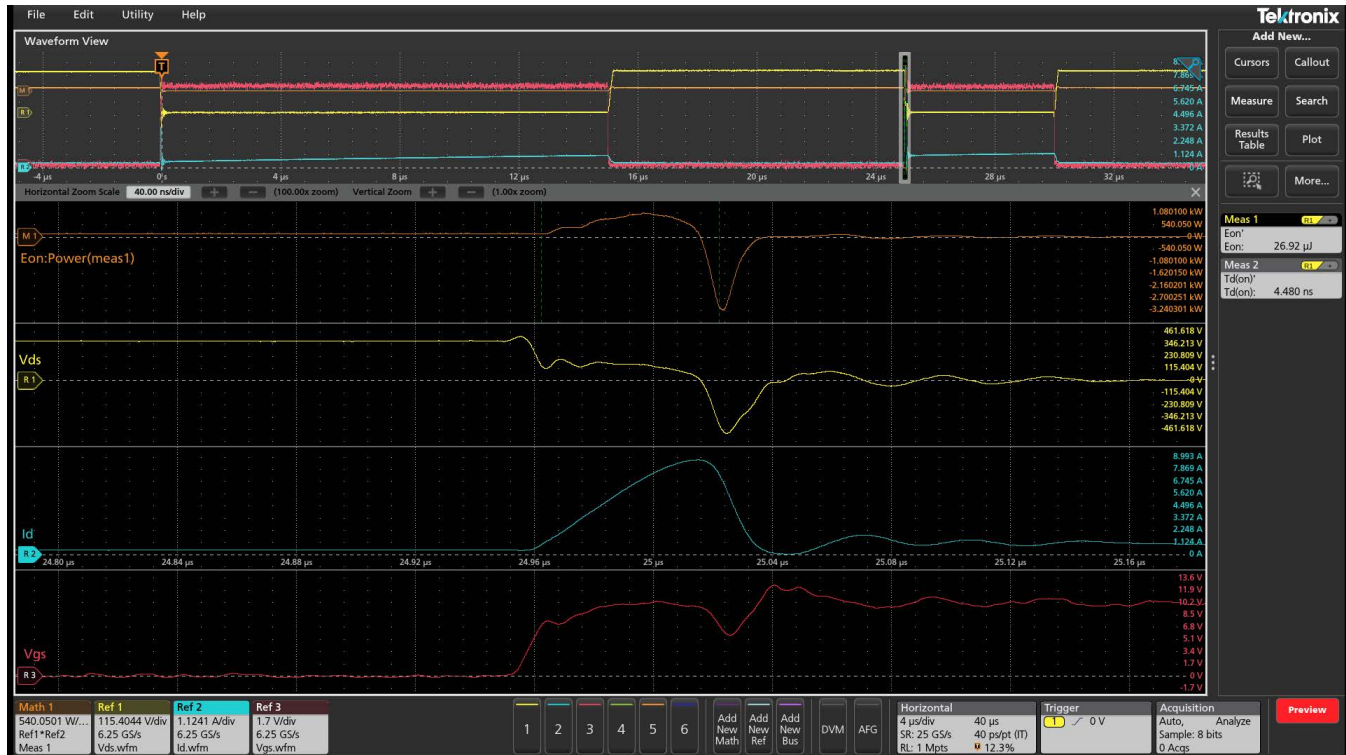 File Edit Utility Help
Tektronix
Waveform View
Add New...
Cursors Callout
Measure Search
Results Table Plot
More...
T
M 1
R 1
R 2
7.869 A
6.745 A
5.620 A
4.496 A
3.372 A
2.248 A
1.124 A
0 A
-4 µs 0 s 4 µs 8 µs 12 µs 16 µs 20 µs 24 µs 28 µs 32 µs
Horizontal Zoom Scale 40.00 ns/div + - (100.00x zoom) Vertical Zoom + - (1.00x zoom)
M 1
Eon:Power(meas1)
1.080100 kW
540.050 W
0 W
-540.050 W
-1.080100 kW
-1.620150 kW
-2.160201 kW
-2.700251 kW
-3.240301 kW
Meas 1 R1
Eon'
Eon: 26.92 µJ
Meas 2 R1
Td(on)'
Td(on): 4.480 ns
Vds
R 1
461.618 V
346.213 V
230.809 V
115.404 V
0 V
-115.404 V
-230.809 V
-346.213 V
-461.618 V
Id
R 2
8.993 A
7.869 A
6.745 A
5.620 A
4.496 A
3.372 A
2.248 A
1.124 A
0 A
24.80 µs 24.84 µs 24.88 µs 24.92 µs 24.96 µs 25 µs 25.04 µs 25.08 µs 25.12 µs 25.16 µs
Vgs
R 3
13.6 V
11.9 V
10.2 V
8.5 V
6.8 V
5.1 V
3.4 V
1.7 V
0 V
-1.7 V
Math 1
540.0501 W/...
Ref1*Ref2
Meas 1
Ref 1
115.4044 V/div
6.25 GS/s
Vds.wfm
Ref 2
1.1241 A/div
6.25 GS/s
Id.wfm
Ref 3
1.7 V/div
6.25 GS/s
Vgs.wfm
1 2 3 4 5 6
Add New Math
Add New Ref
Add New Bus
DVM AFG
Horizontal
4 µs/div 40 µs
SR: 25 GS/s 40 ps/pt (IT)
RL: 1 Mpts 12.3%
Trigger
1 0 V
Acquisition
Auto, Analyze
Sample: 8 bits
0 Acqs
Preview